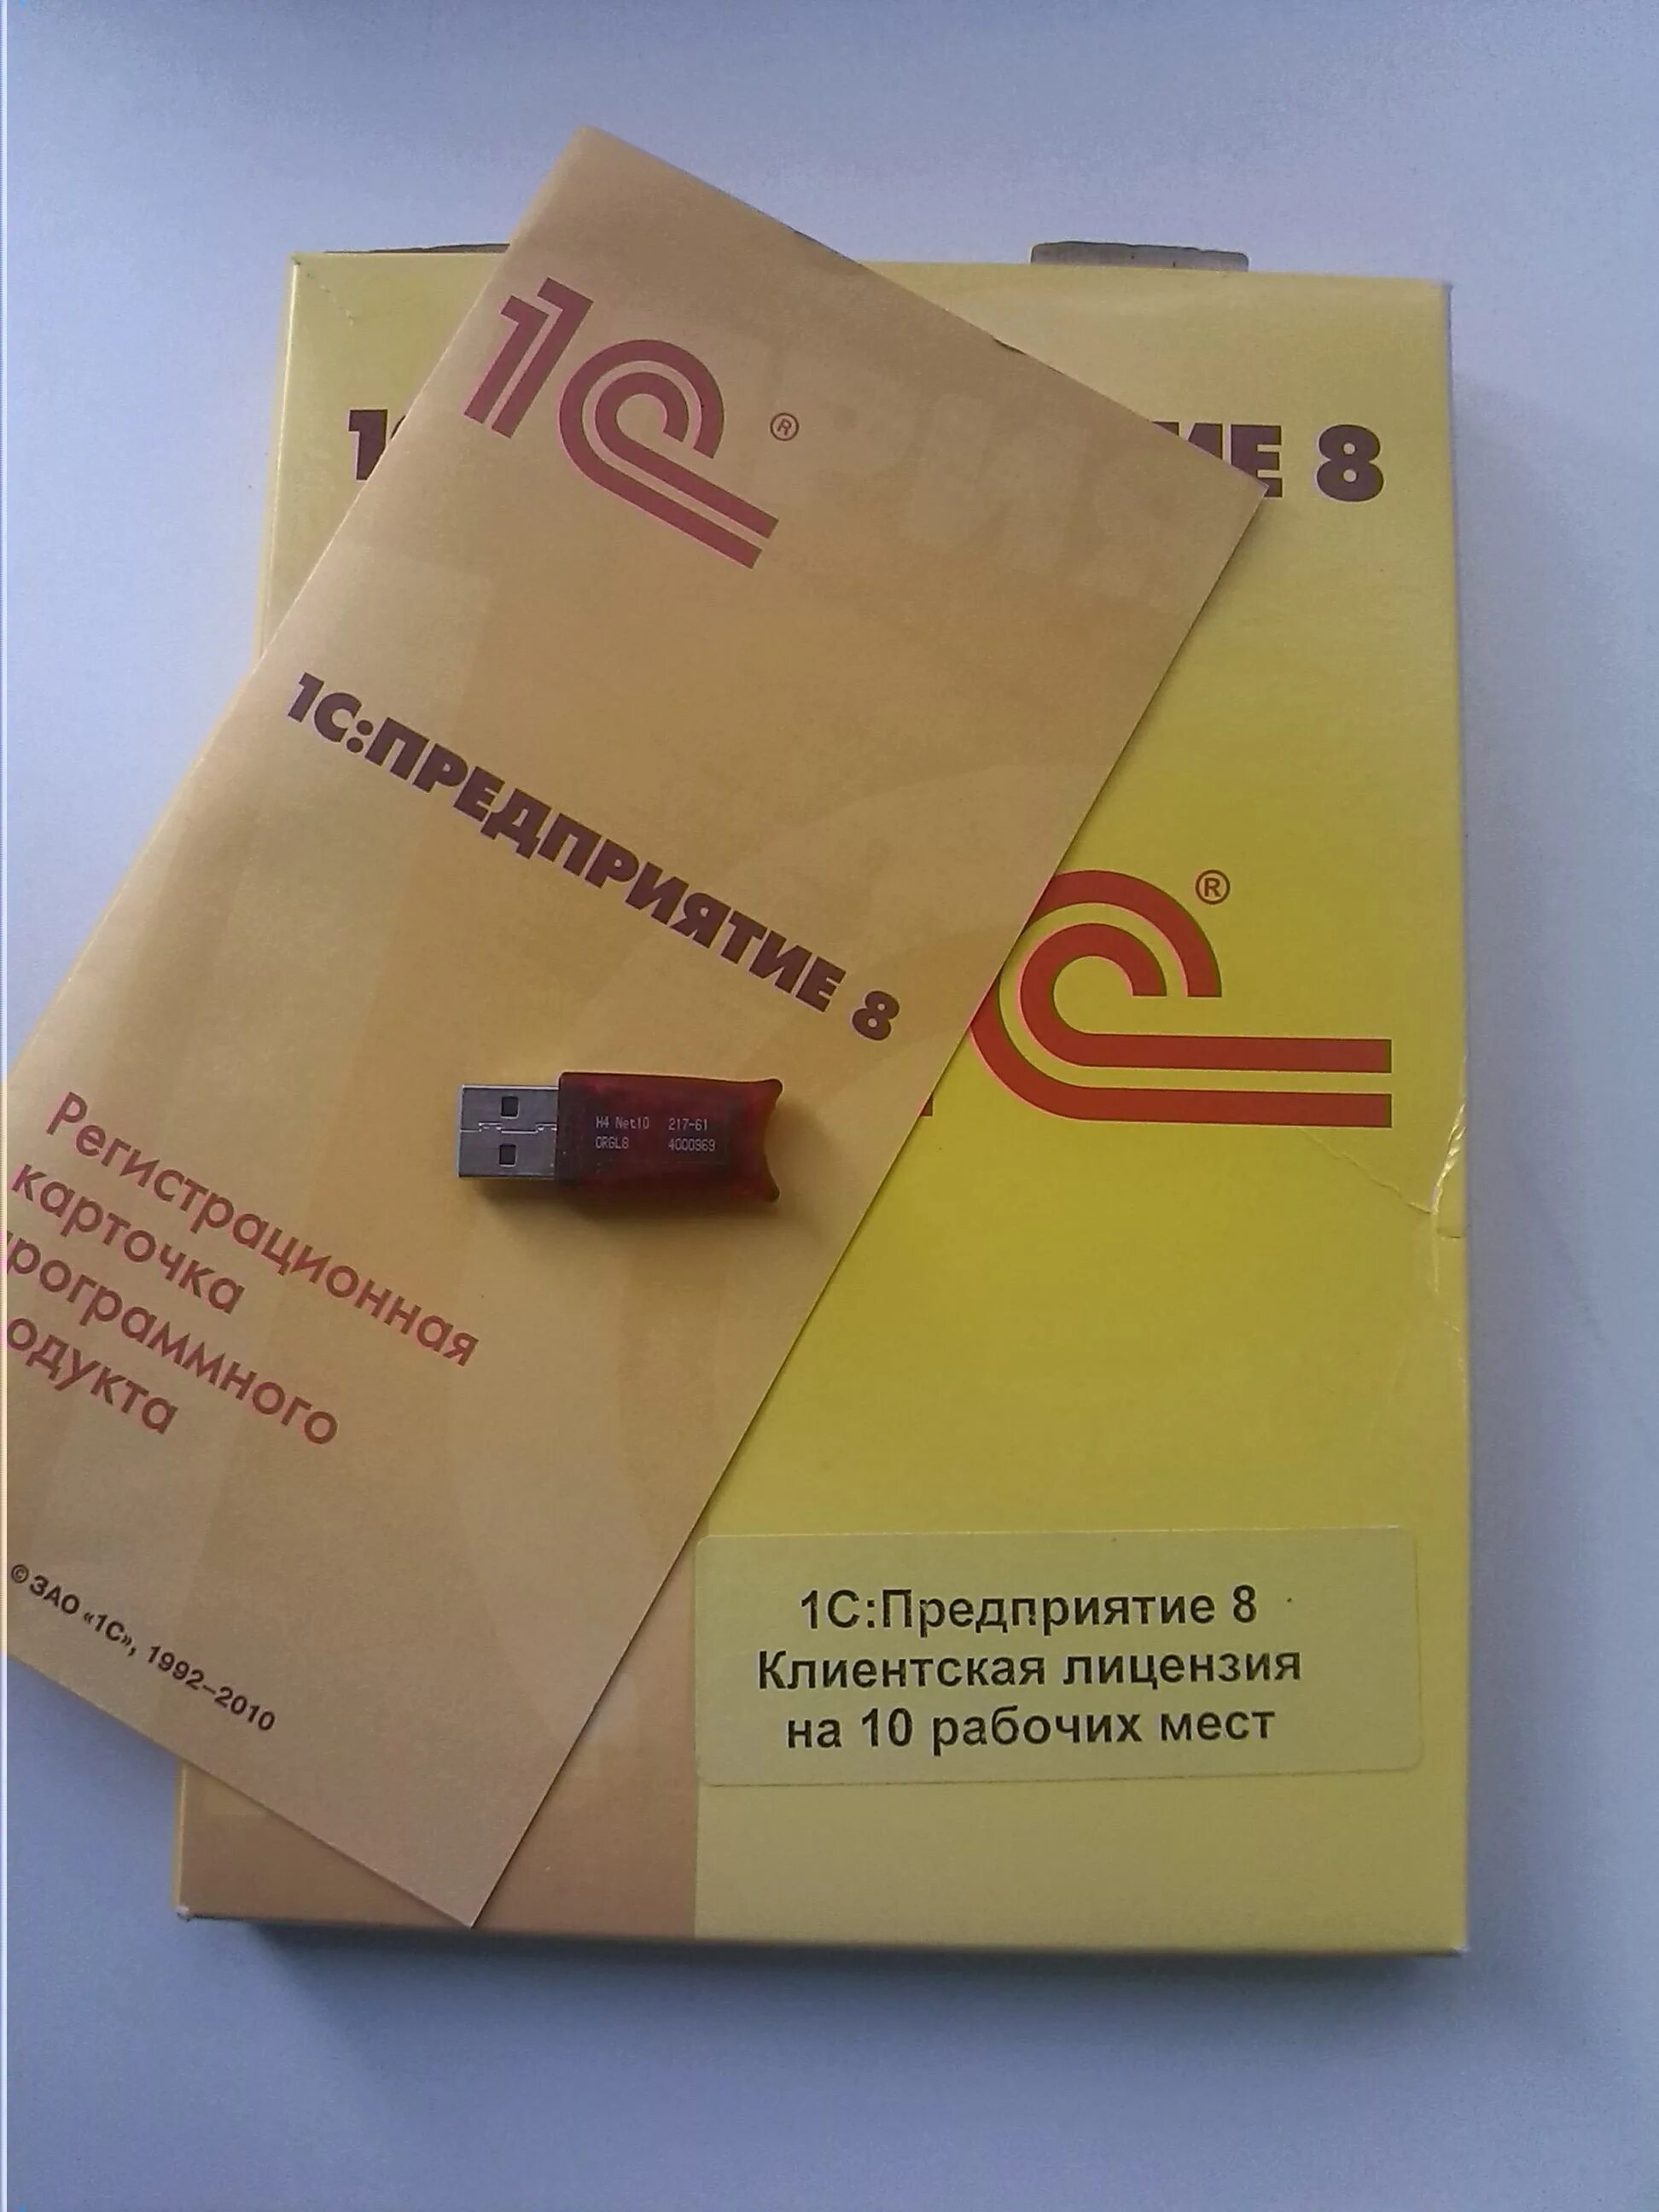 1С®
1С:ПРЕДПРИЯТИЕ 8
H4 Net10 217-61
ORGL8 4000969
Регистрационная
карточка
рограммного
одукта
© ЗАО «1С», 1992–2010
ИЕ 8
®
1С:Предприятие 8
Клиентская лицензия
на 10 рабочих мест